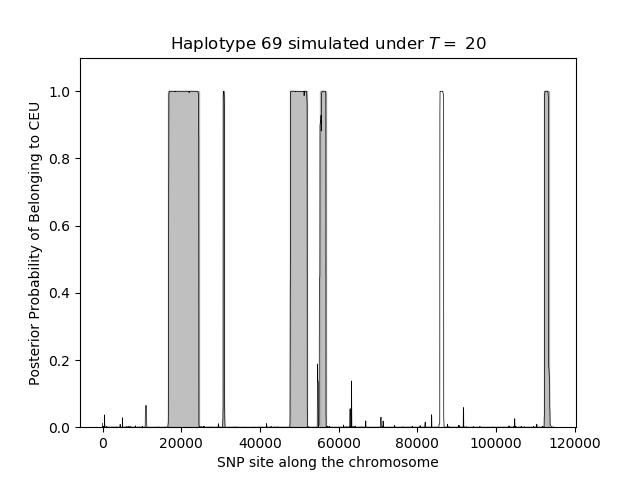 Haplotype 69 simulated under T = 20
Posterior Probability of Belonging to CEU
1.0
0.8
0.6
0.4
0.2
0.0
0 20000 40000 60000 80000 100000 120000
SNP site along the chromosome